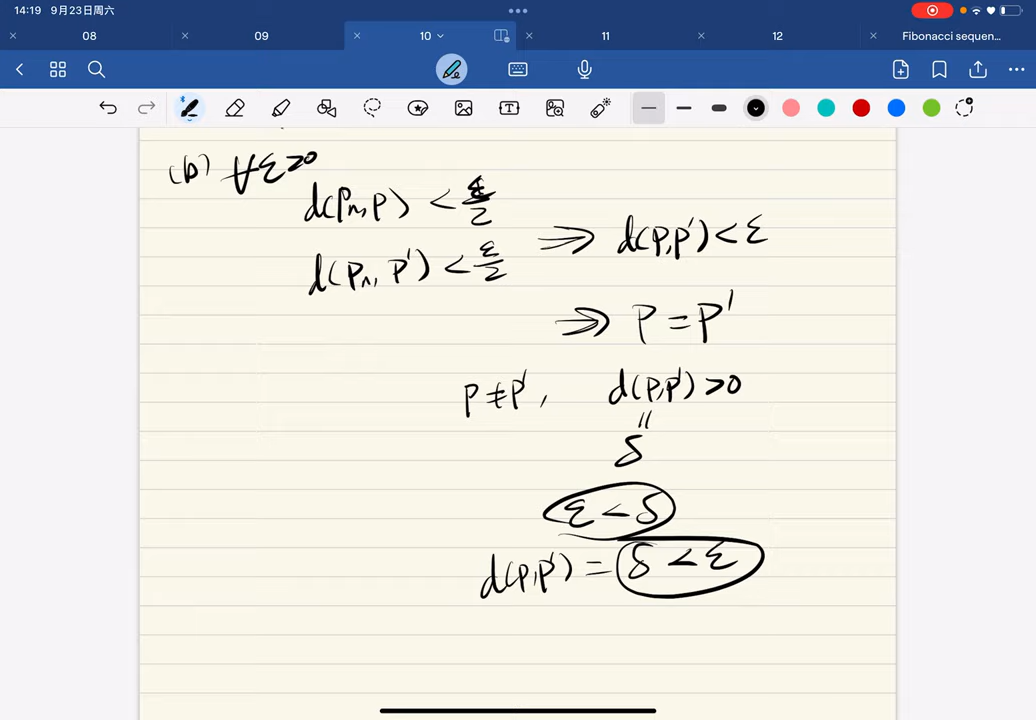 14:19 9月23日周六
08 09 10 11 12 Fibonacci sequen...
(b) ∀ε>0
d(pₙ,p) < ε/2
d(pₙ,p') < ε/2
⇒ d(p,p') < ε
⇒ p = p'
p ≠ p', d(p,p') > 0
||
δ
ε < δ
d(p,p') = δ < ε